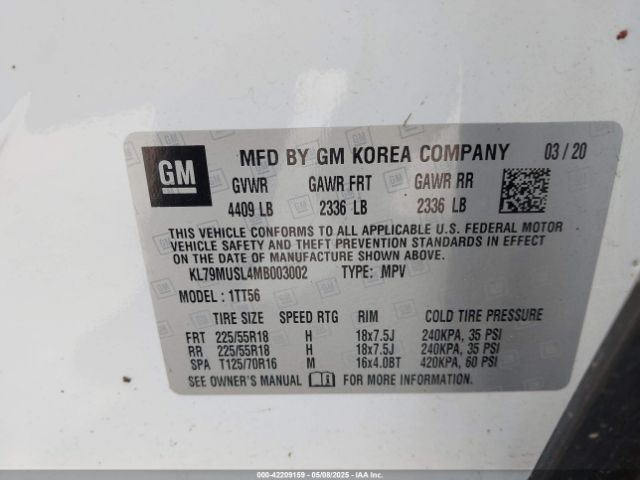 GM
MFD BY GM KOREA COMPANY 03/20
GVWR GAWR FRT GAWR RR
4409 LB 2336 LB 2336 LB
THIS VEHICLE CONFORMS TO ALL APPLICABLE U.S. FEDERAL MOTOR
VEHICLE SAFETY AND THEFT PREVENTION STANDARDS IN EFFECT
ON THE DATE OF MANUFACTURE SHOWN ABOVE.
KL79MUSL4MB003002 TYPE: MPV
MODEL: 1TT56
TIRE SIZE SPEED RTG RIM COLD TIRE PRESSURE
FRT 225/55R18 H 18x7.5J 240KPA, 35 PSI
RR 225/55R18 H 18x7.5J 240KPA, 35 PSI
SPA T125/70R16 M 16x4.0BT 420KPA, 60 PSI
SEE OWNER'S MANUAL FOR MORE INFORMATION.
000-42209159 - 05/08/2025 - IAAI.com